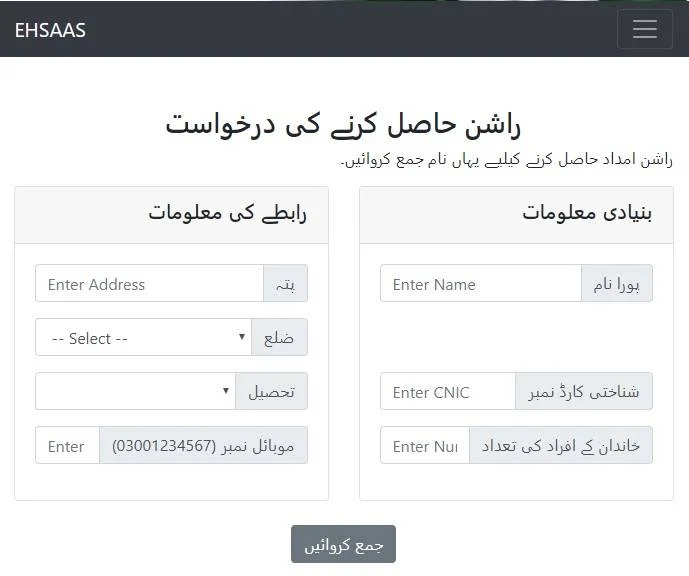 EHSAAS
راشن حاصل کرنے کی درخواست
راشن امداد حاصل کرنے کیلیے یہاں نام جمع کروائیں۔
بنیادی معلومات
پورا نام Enter Name
شناختی کارڈ نمبر Enter CNIC
خاندان کے افراد کی تعداد Enter Nu
رابطے کی معلومات
پتہ Enter Address
ضلع -- Select --
تحصیل
موبائل نمبر (03001234567) Enter
جمع کروائیں